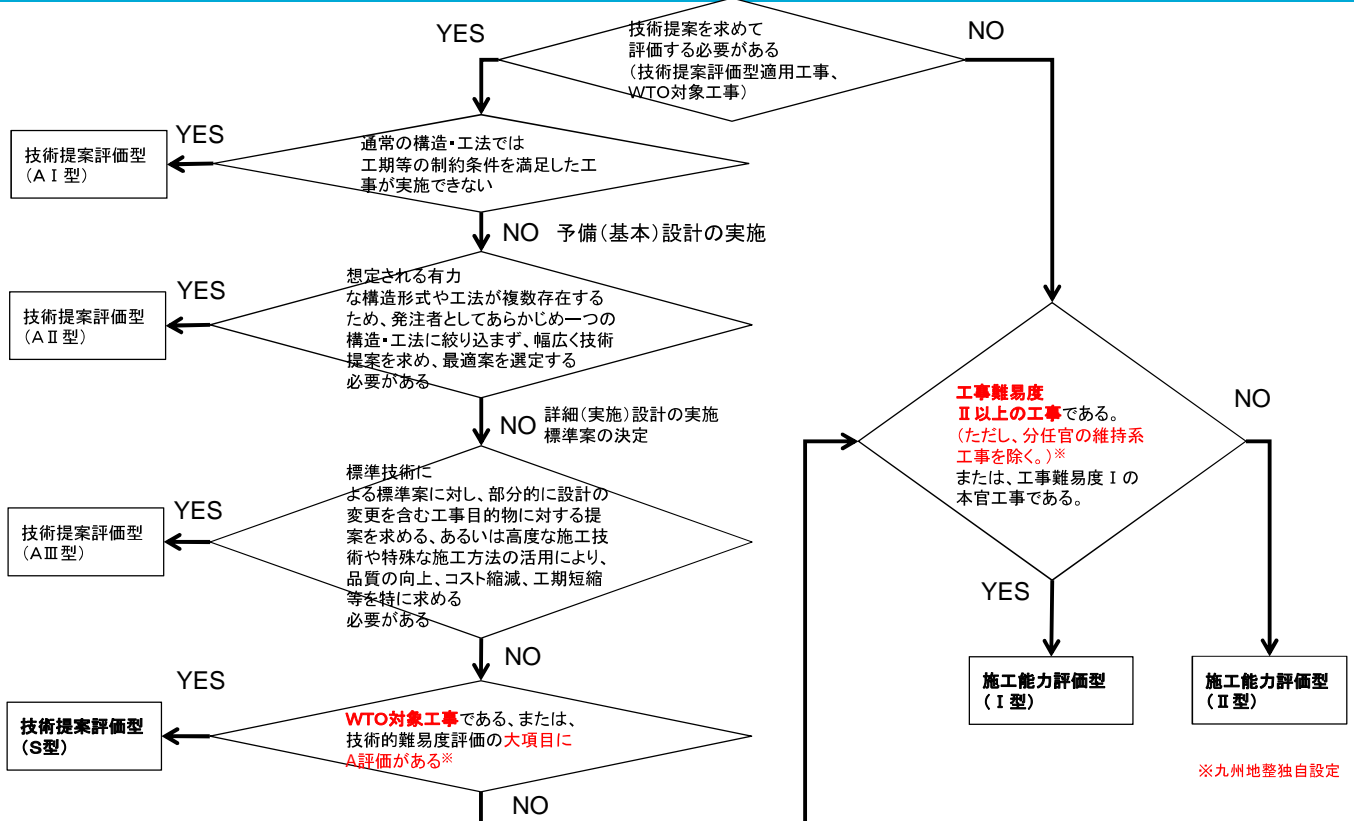 技術提案を求めて
評価する必要がある
(技術提案評価型適用工事、
WTO対象工事)
YES
NO
通常の構造・工法では
工期等の制約条件を満足した工
事が実施できない
YES
技術提案評価型
(AⅠ型)
NO 予備(基本)設計の実施
想定される有力
な構造形式や工法が複数存在する
ため、発注者としてあらかじめ一つの
構造・工法に絞り込まず、幅広く技術
提案を求め、最適案を選定する
必要がある
YES
技術提案評価型
(AⅡ型)
NO
詳細(実施)設計の実施
標準案の決定
標準技術に
よる標準案に対し、部分的に設計の
変更を含む工事目的物に対する提
案を求める、あるいは高度な施工技
術や特殊な施工方法の活用により、
品質の向上、コスト縮減、工期短縮
等を特に求める
必要がある
YES
技術提案評価型
(AⅢ型)
NO
WTO対象工事である、または、
技術的難易度評価の大項目に
A評価がある※
YES
技術提案評価型
(S型)
NO
工事難易度
Ⅱ以上の工事である。
(ただし、分任官の維持系
工事を除く。)※
または、工事難易度Ⅰの
本官工事である。
NO
YES
施工能力評価型
(Ⅰ型)
施工能力評価型
(Ⅱ型)
※九州地整独自設定